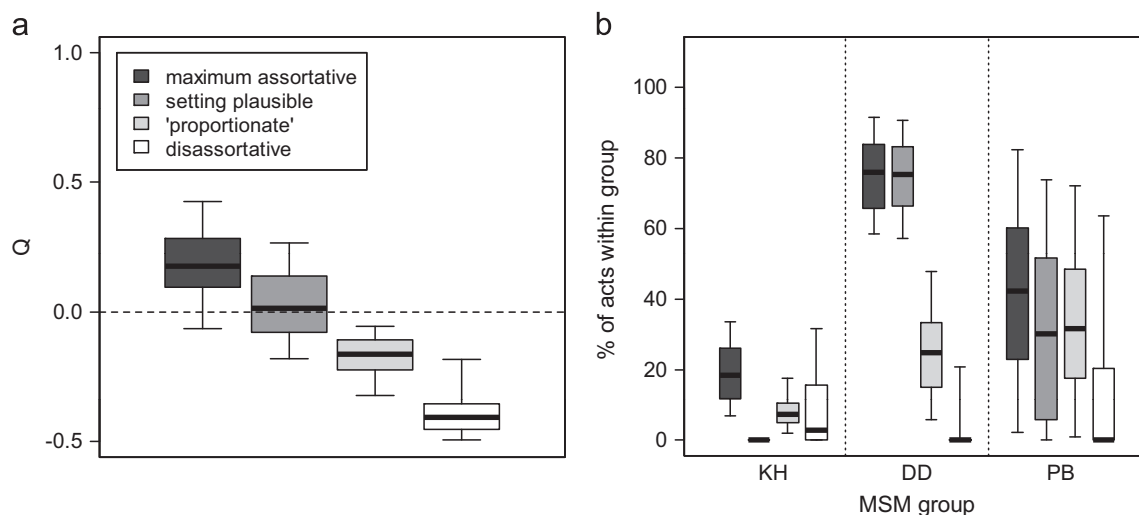 a
1.0
0.5
0.0
-0.5
Q
maximum assortative
setting plausible
'proportionate'
disassortative
b
100
80
60
40
20
0
% of acts within group
KH
DD
PB
MSM group